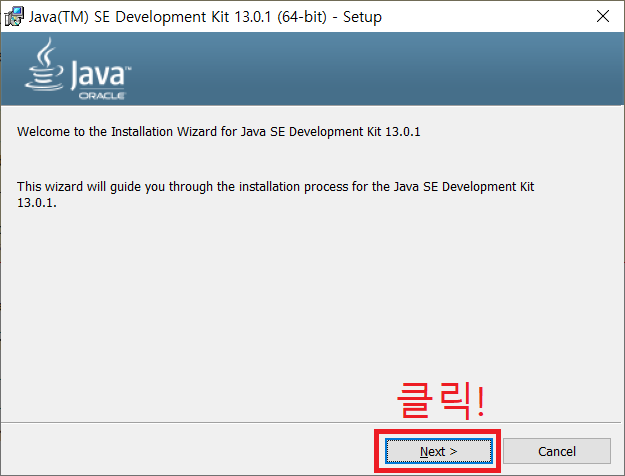 Java(TM) SE Development Kit 13.0.1 (64-bit) - Setup
Java™
ORACLE
Welcome to the Installation Wizard for Java SE Development Kit 13.0.1
This wizard will guide you through the installation process for the Java SE Development Kit
13.0.1.
클릭!
Next > Cancel